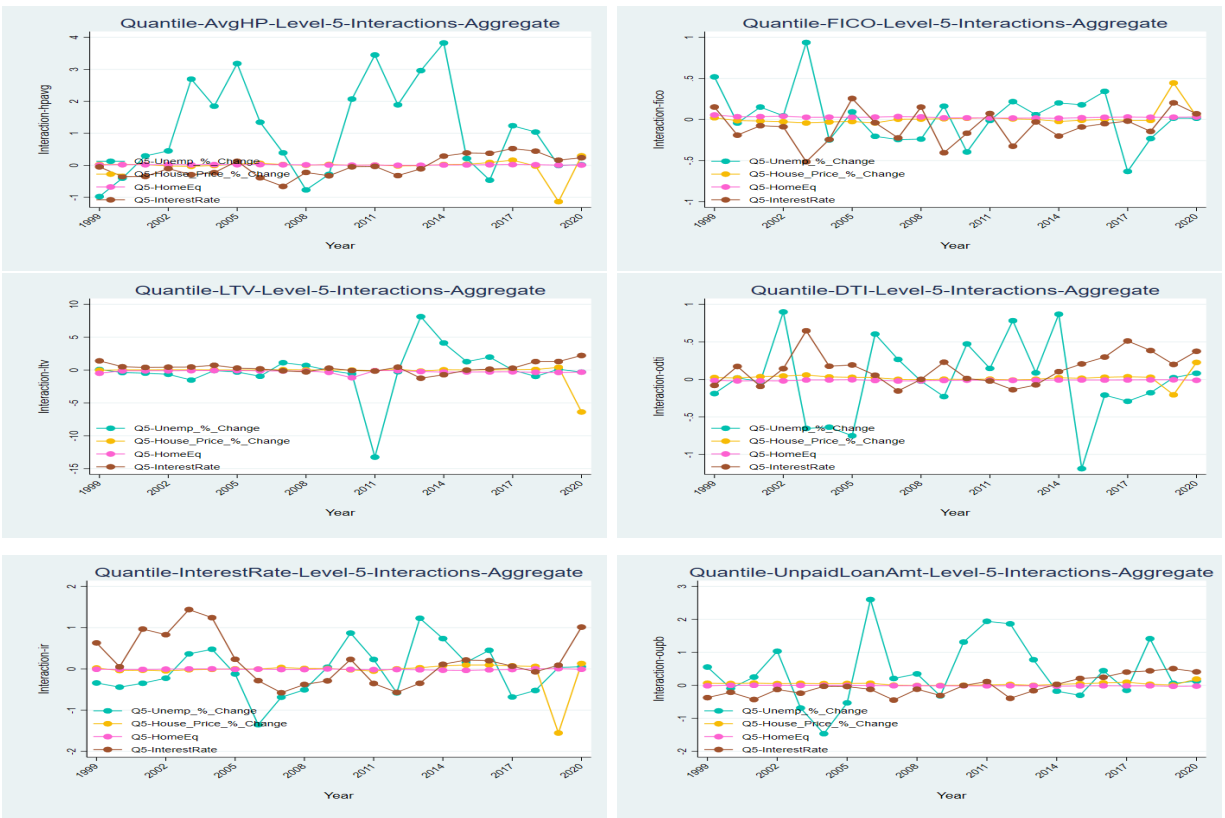 Quantile-AvgHP-Level-5-Interactions-Aggregate
Interaction-hpavg
4
3
2
1
0
-1
Q5-Unemp_%_Change
Q5-House_Price_%_Change
Q5-HomeEq
Q5-InterestRate
1999 2002 2005 2008 2011 2014 2017 2020
Year
Quantile-FICO-Level-5-Interactions-Aggregate
Interaction-fico
1
.5
0
-.5
-1
Q5-Unemp_%_Change
Q5-House_Price_%_Change
Q5-HomeEq
Q5-InterestRate
1999 2002 2005 2008 2011 2014 2017 2020
Year
Quantile-LTV-Level-5-Interactions-Aggregate
Interaction-ltv
10
5
0
-5
-10
-15
Q5-Unemp_%_Change
Q5-House_Price_%_Change
Q5-HomeEq
Q5-InterestRate
1999 2002 2005 2008 2011 2014 2017 2020
Year
Quantile-DTI-Level-5-Interactions-Aggregate
Interaction-odti
1
.5
0
-.5
-1
Q5-Unemp_%_Change
Q5-House_Price_%_Change
Q5-HomeEq
Q5-InterestRate
1999 2002 2005 2008 2011 2014 2017 2020
Year
Quantile-InterestRate-Level-5-Interactions-Aggregate
Interaction-ir
2
1
0
-1
-2
Q5-Unemp_%_Change
Q5-House_Price_%_Change
Q5-HomeEq
Q5-InterestRate
1999 2002 2005 2008 2011 2014 2017 2020
Year
Quantile-UnpaidLoanAmt-Level-5-Interactions-Aggregate
Interaction-oupb
3
2
1
0
-1
-2
Q5-Unemp_%_Change
Q5-House_Price_%_Change
Q5-HomeEq
Q5-InterestRate
1999 2002 2005 2008 2011 2014 2017 2020
Year